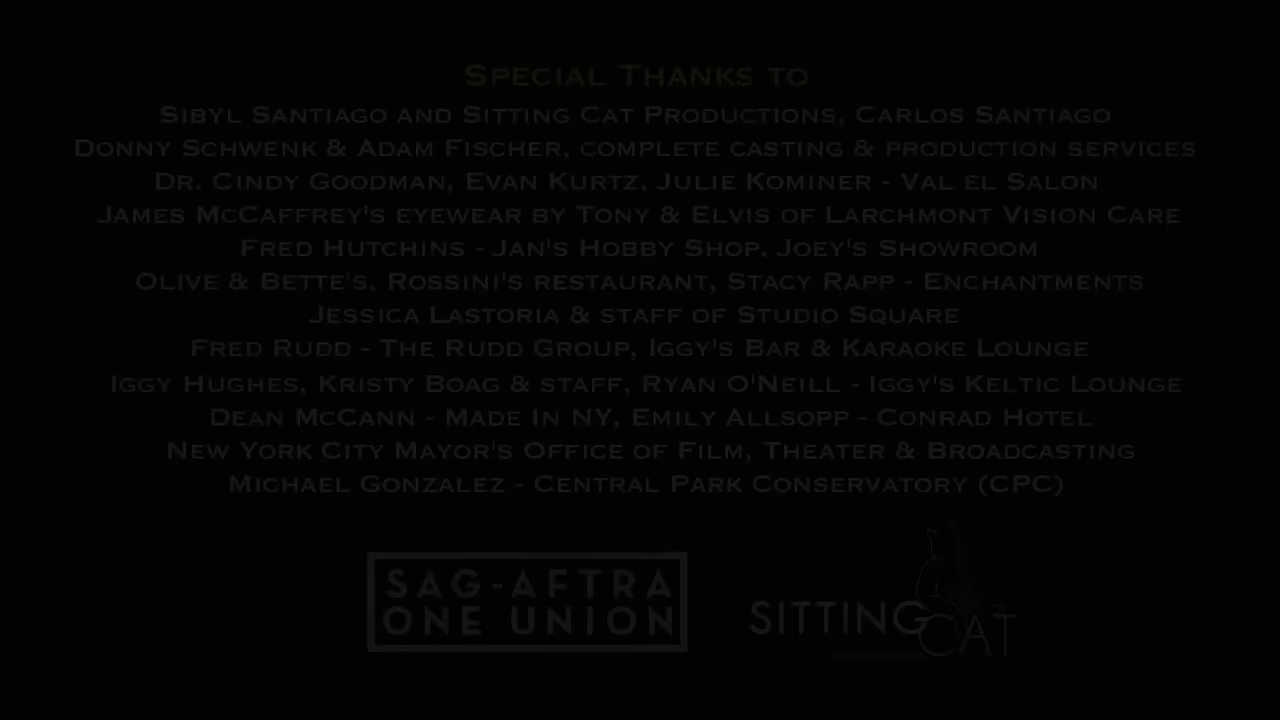 Special Thanks to
Sibyl Santiago and Sitting Cat Productions, Carlos Santiago
Donny Schwenk & Adam Fischer, complete casting & production services
Dr. Cindy Goodman, Evan Kurtz, Julie Kominer - Val el Salon
James McCaffrey's eyewear by Tony & Elvis of Larchmont Vision Care
Fred Hutchins - Jan's Hobby Shop, Joey's Showroom
Olive & Bette's, Rossini's restaurant, Stacy Rapp - Enchantments
Jessica Lastoria & staff of Studio Square
Fred Rudd - The Rudd Group, Iggy's Bar & Karaoke Lounge
Iggy Hughes, Kristy Boag & staff, Ryan O'Neill - Iggy's Keltic Lounge
Dean McCann - Made In NY, Emily Allsopp - Conrad Hotel
New York City Mayor's Office of Film, Theater & Broadcasting
Michael Gonzalez - Central Park Conservatory (CPC)
SAG-AFTRA
ONE UNION
SITTING
CAT